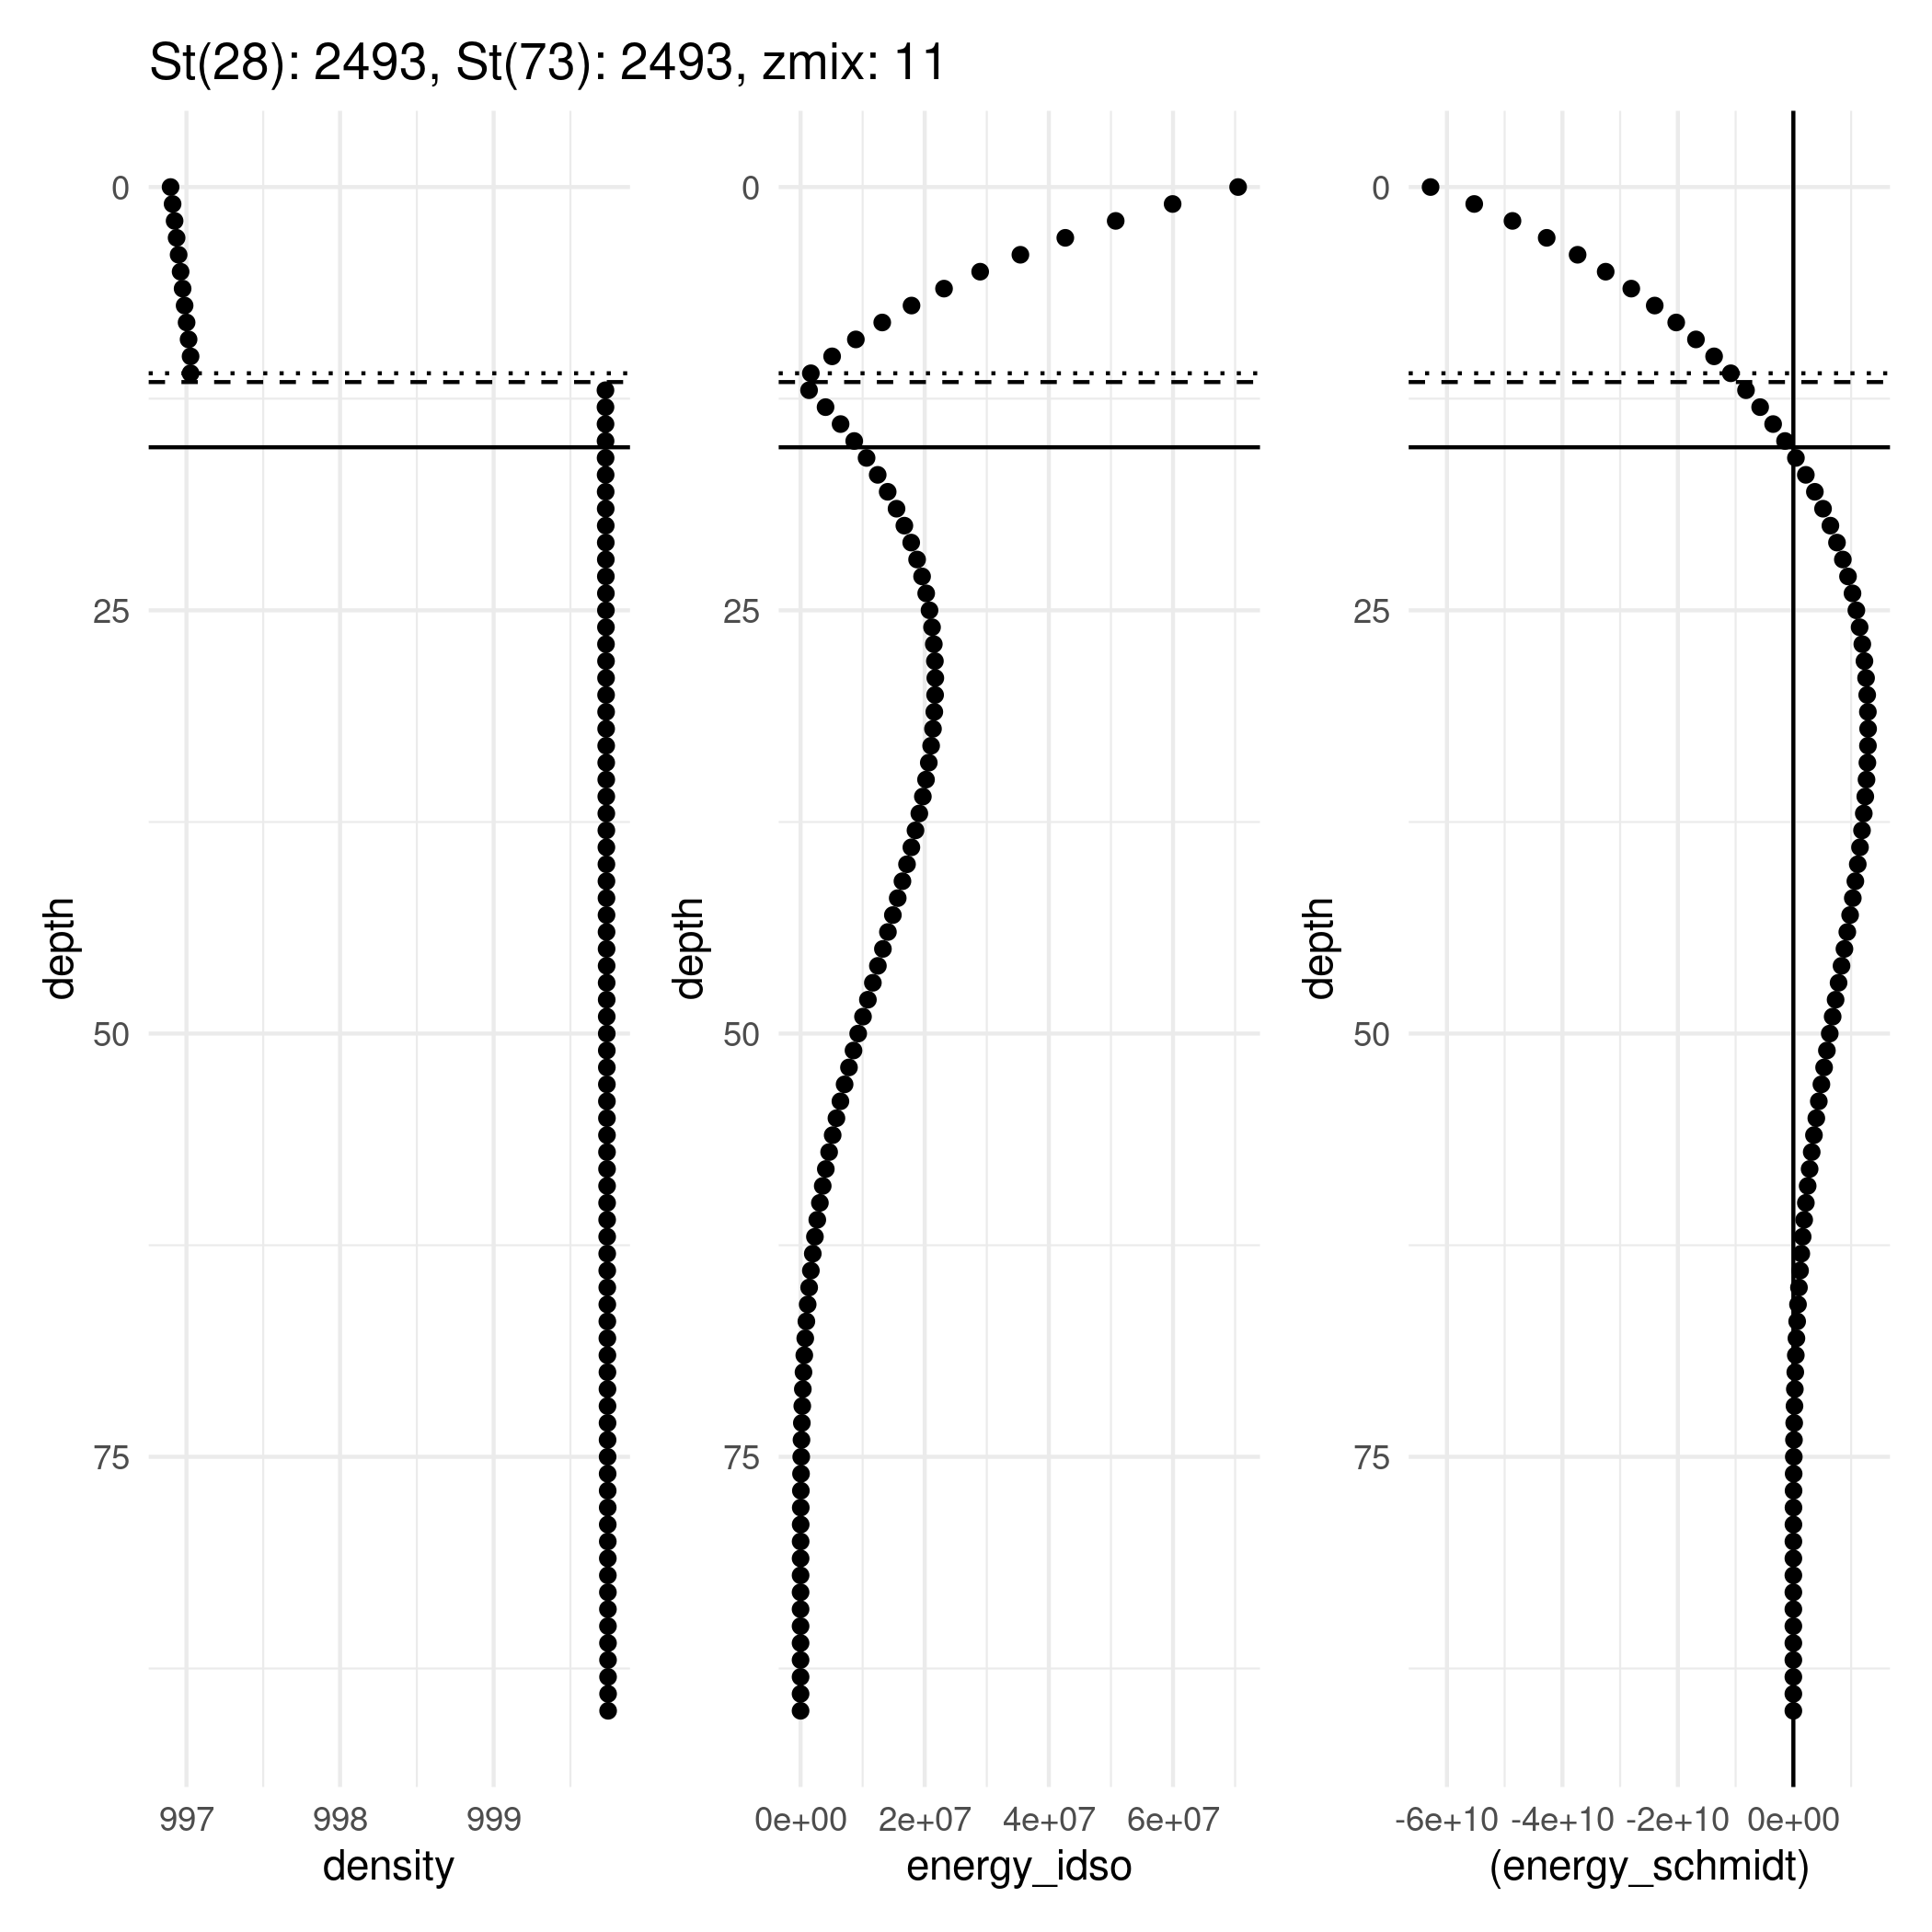 St(28): 2493, St(73): 2493, zmix: 11
0
25
50
75
depth
997 998 999
density
0
25
50
75
depth
0e+00 2e+07 4e+07 6e+07
energy_idso
0
25
50
75
depth
-6e+10 -4e+10 -2e+10 0e+00
(energy_schmidt)